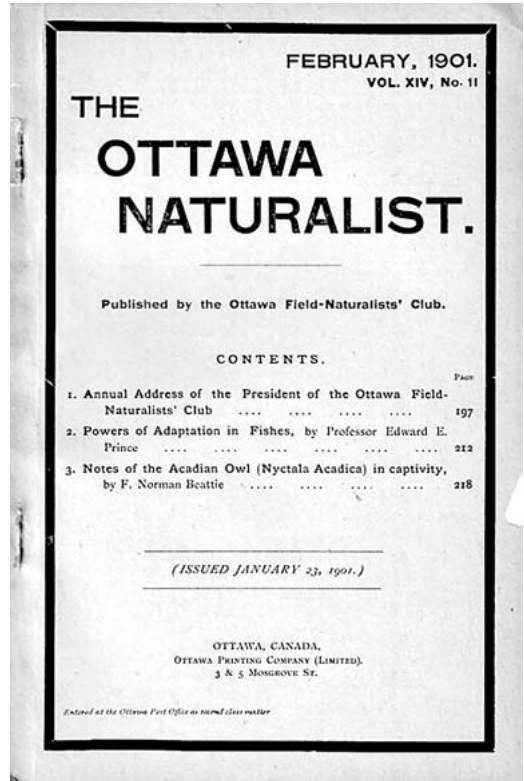 FEBRUARY, 1901.
VOL. XIV, No. 11
THE
OTTAWA
NATURALIST.
Published by the Ottawa Field-Naturalists' Club.
CONTENTS.
PAGE
1. Annual Address of the President of the Ottawa Field-
Naturalists' Club .... .... .... .... 197
2. Powers of Adaptation in Fishes, by Professor Edward E.
Prince .... .... .... .... .... .... 212
3. Notes of the Acadian Owl (Nyctala Acadica) in captivity,
by F. Norman Beattie .... .... .... .... 218
(ISSUED JANUARY 23, 1901.)
OTTAWA, CANADA.
OTTAWA PRINTING COMPANY (LIMITED).
3 & 5 MOSGROVE ST.
Entered at the Ottawa Post Office as second class matter